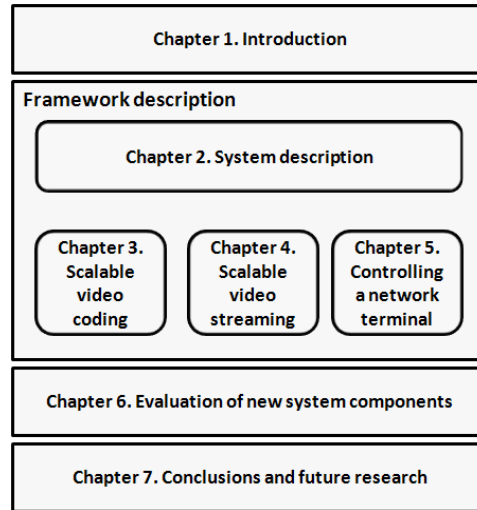 Chapter 1. Introduction
Framework description
Chapter 2. System description
Chapter 3.
Scalable
video
coding
Chapter 4.
Scalable
video
streaming
Chapter 5.
Controlling
a network
terminal
Chapter 6. Evaluation of new system components
Chapter 7. Conclusions and future research